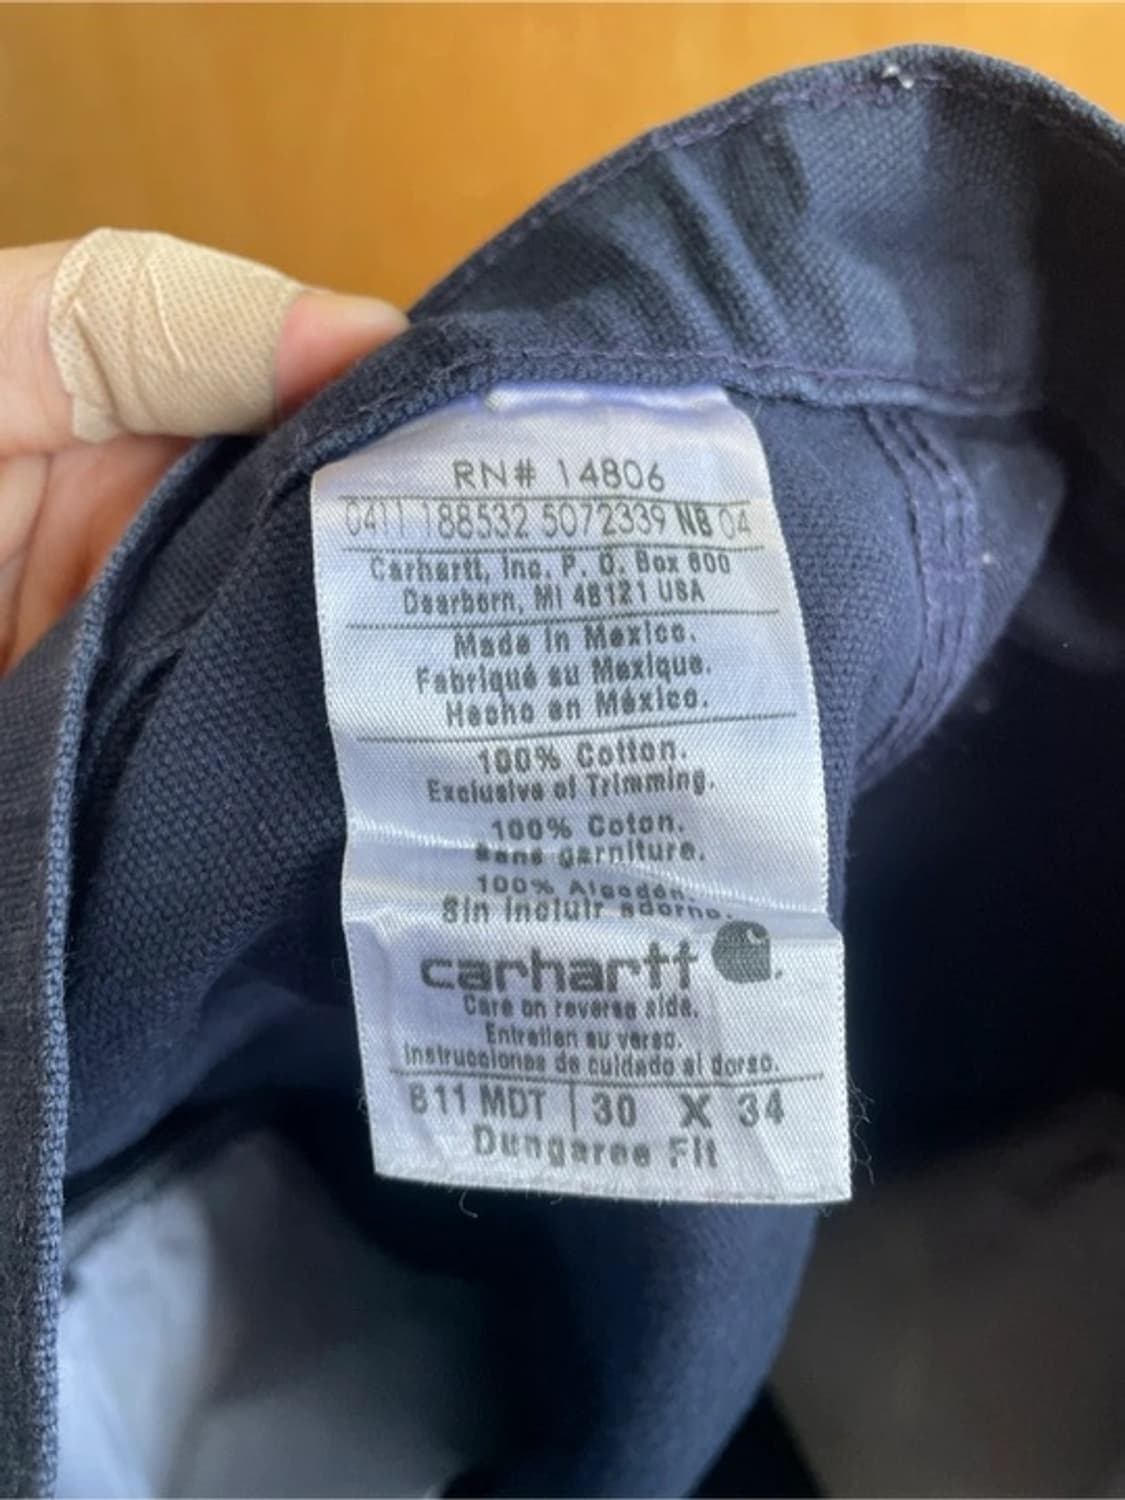 RN# 14806
0411 188532 5072339 NB 04
Carhartt, Inc. P. O. Box 600
Dearborn, MI 48121 USA
Made in Mexico.
Fabriqué au Mexique.
Hecho en México.
100% Cotton.
Exclusive of Trimming.
100% Coton.
Sans garniture.
100% Algodón.
Sin incluir adorno.
carhartt
Care on reverse side.
Entretien au verso.
Instrucciones de cuidado al dorso.
B11 MDT | 30 X 34
Dungaree Fit